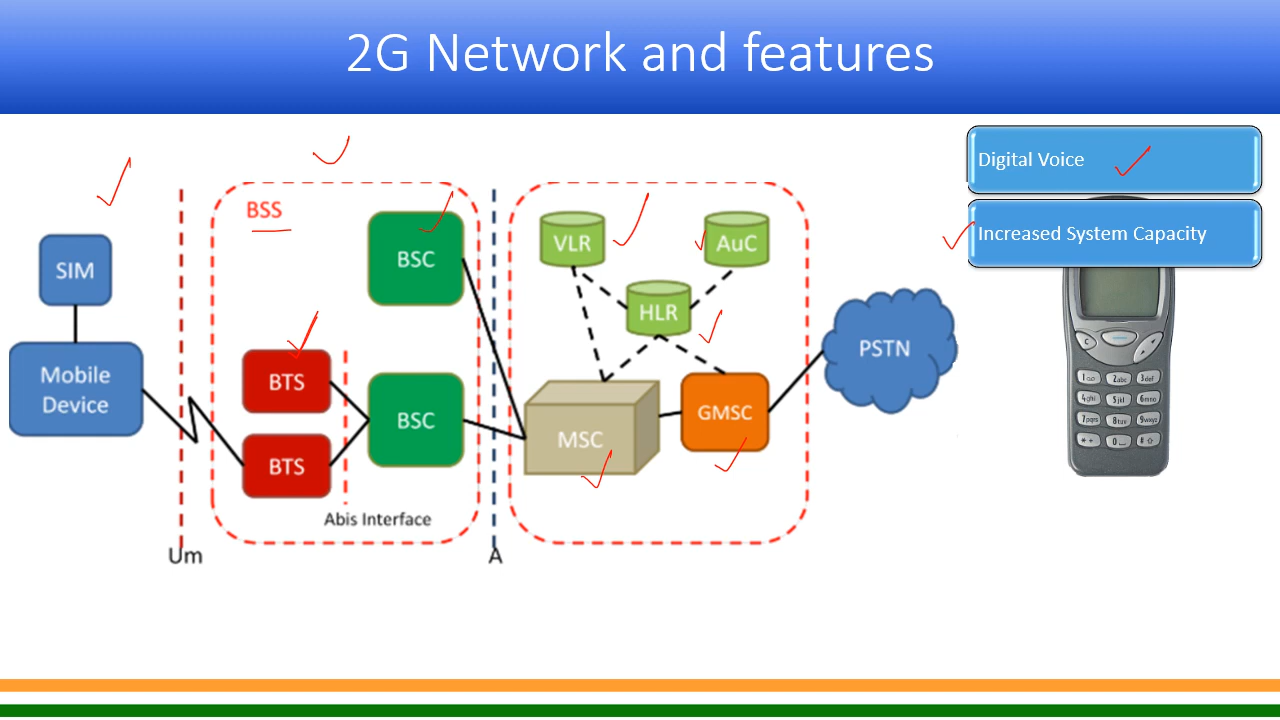 2G Network and features
Digital Voice
Increased System Capacity
BSS
BSC
VLR
AuC
SIM
HLR
PSTN
Mobile
Device
BTS
BSC
GMSC
MSC
BTS
Abis Interface
Um
A